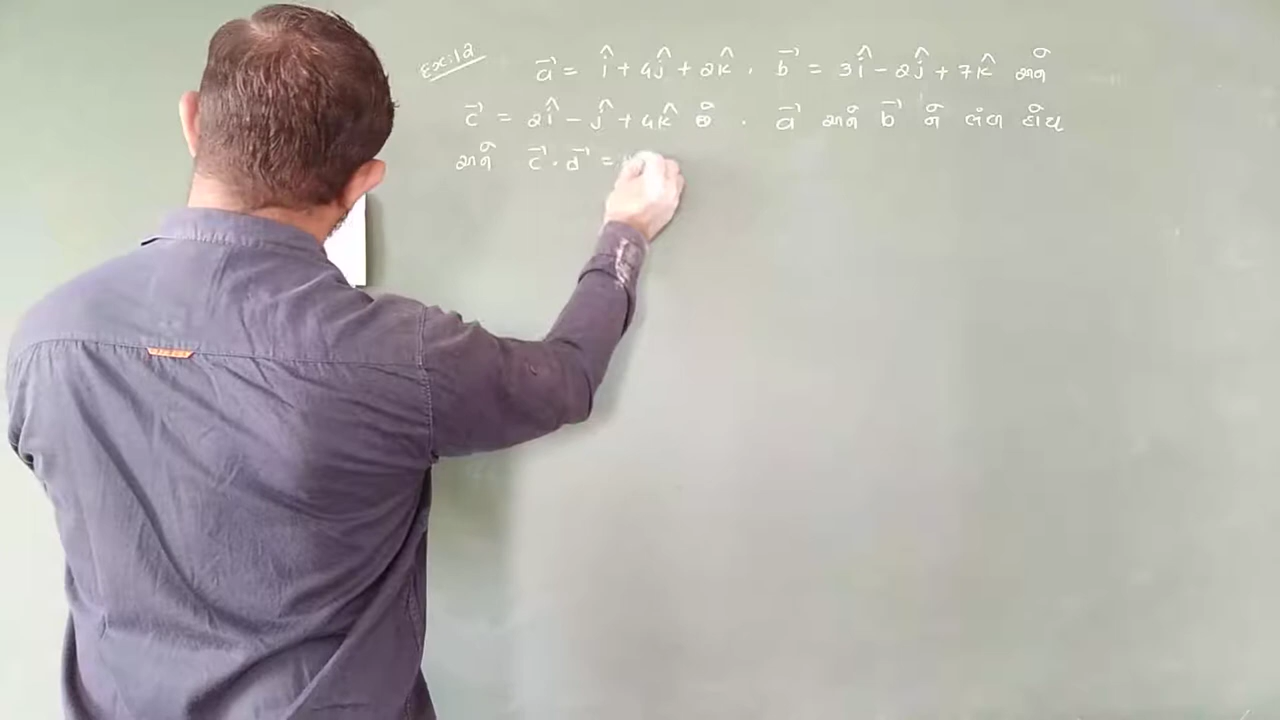 Ex:12 a⃗ = î + 4ĵ + 2k̂ . b⃗ = 3î - 2ĵ + 7k̂ અને
c⃗ = 2î - ĵ + 4k̂ છે . a⃗ અને b⃗ ને લંબ હોય
અને c⃗ . d⃗ =